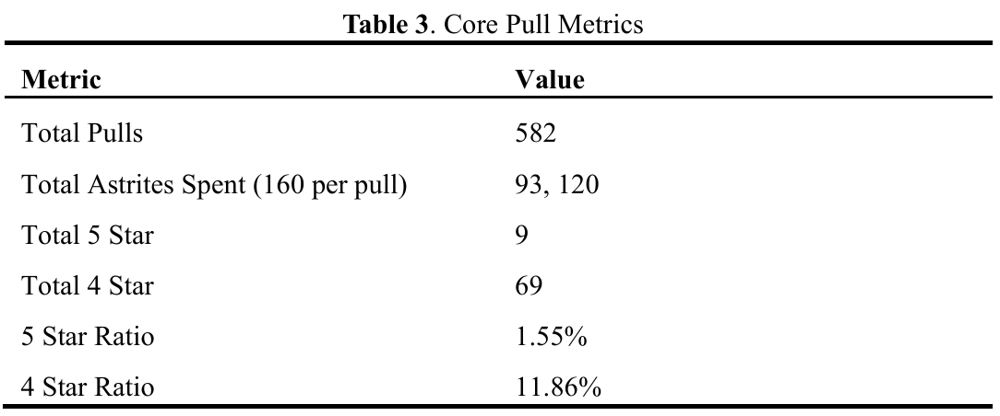 Table 3. Core Pull Metrics
Metric Value
Total Pulls 582
Total Astrites Spent (160 per pull) 93, 120
Total 5 Star 9
Total 4 Star 69
5 Star Ratio 1.55%
4 Star Ratio 11.86%